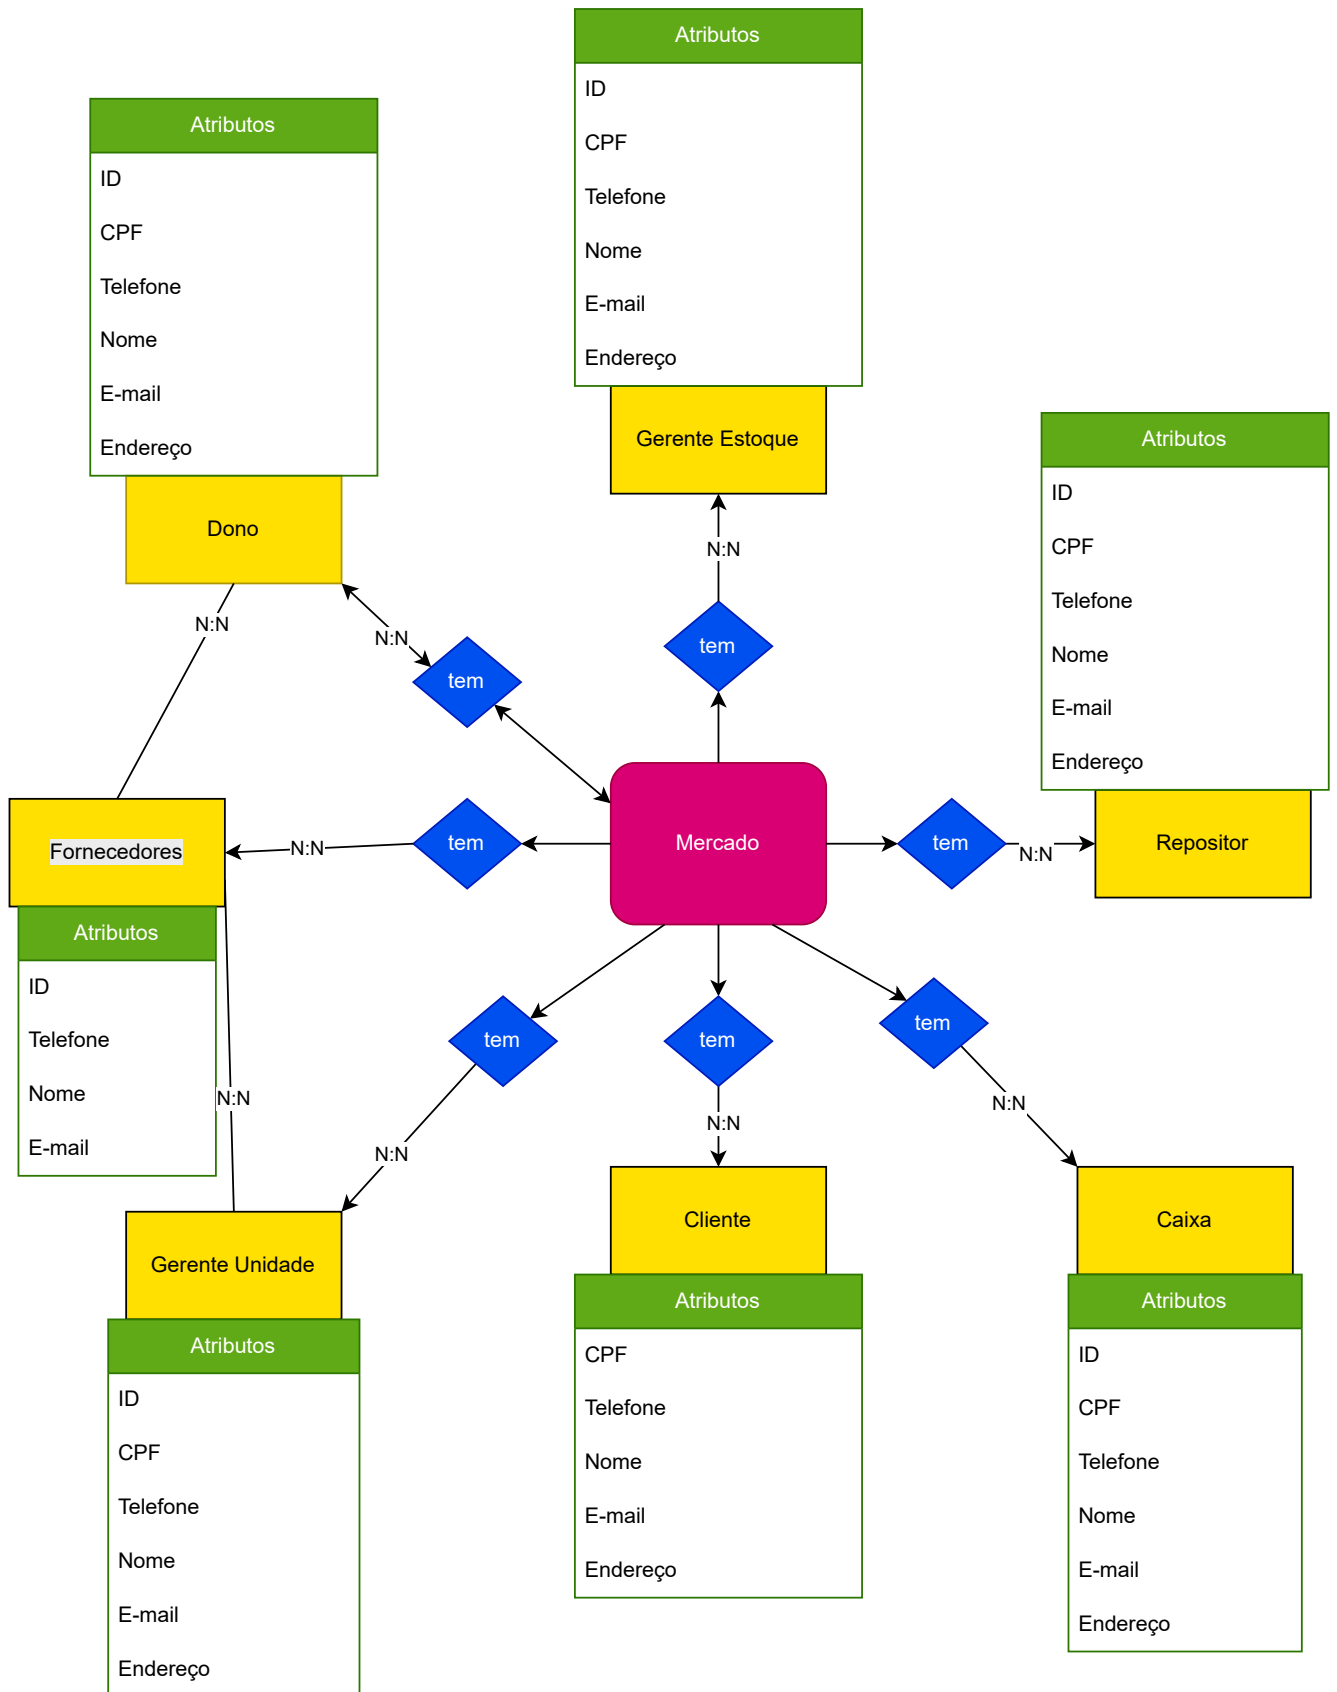 Atributos
ID
CPF
Telefone
Nome
E-mail
Endereço
Gerente Estoque
Atributos
ID
CPF
Telefone
Nome
E-mail
Endereço
Dono
Atributos
ID
CPF
Telefone
Nome
E-mail
Endereço
Repositor
N:N
N:N
N:N
tem
tem
Fornecedores
N:N
tem
Mercado
tem
N:N
Atributos
ID
Telefone
Nome
E-mail
tem
tem
tem
N:N
N:N
N:N
N:N
Gerente Unidade
Atributos
ID
CPF
Telefone
Nome
E-mail
Endereço
Cliente
Atributos
CPF
Telefone
Nome
E-mail
Endereço
Caixa
Atributos
ID
CPF
Telefone
Nome
E-mail
Endereço